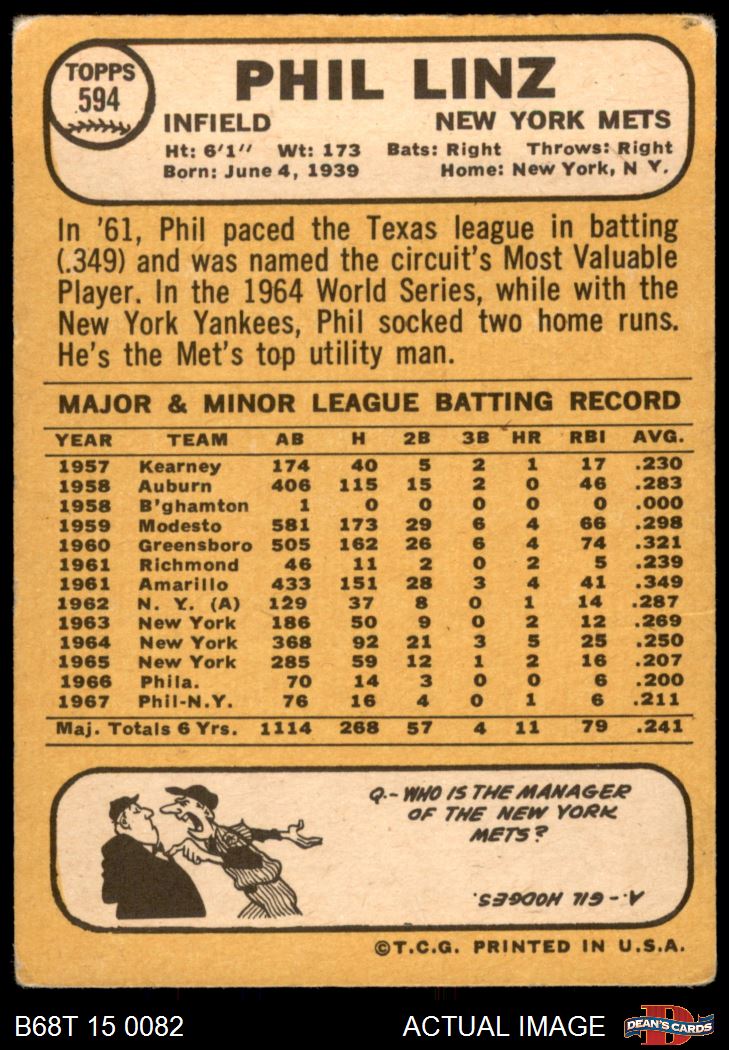 TOPPS
594
PHIL LINZ
INFIELD NEW YORK METS
Ht: 6'1" Wt: 173 Bats: Right Throws: Right
Born: June 4, 1939 Home: New York, N Y.
In '61, Phil paced the Texas league in batting
(.349) and was named the circuit's Most Valuable
Player. In the 1964 World Series, while with the
New York Yankees, Phil socked two home runs.
He's the Met's top utility man.
MAJOR & MINOR LEAGUE BATTING RECORD
YEAR TEAM AB H 2B 3B HR RBI AVG.
1957 Kearney 174 40 5 2 1 17 .230
1958 Auburn 406 115 15 2 0 46 .283
1958 B'ghamton 1 0 0 0 0 0 .000
1959 Modesto 581 173 29 6 4 66 .298
1960 Greensboro 505 162 26 6 4 74 .321
1961 Richmond 46 11 2 0 2 5 .239
1961 Amarillo 433 151 28 3 4 41 .349
1962 N. Y. (A) 129 37 8 0 1 14 .287
1963 New York 186 50 9 0 2 12 .269
1964 New York 368 92 21 3 5 25 .250
1965 New York 285 59 12 1 2 16 .207
1966 Phila. 70 14 3 0 0 6 .200
1967 Phil-N.Y. 76 16 4 0 1 6 .211
Maj. Totals 6 Yrs. 1114 268 57 4 11 79 .241
Q.- WHO IS THE MANAGER
OF THE NEW YORK
METS?
A.- GIL HODGES.
©T.C.G. PRINTED IN U.S.A.
B68T 15 0082 ACTUAL IMAGE DEAN'S CARDS